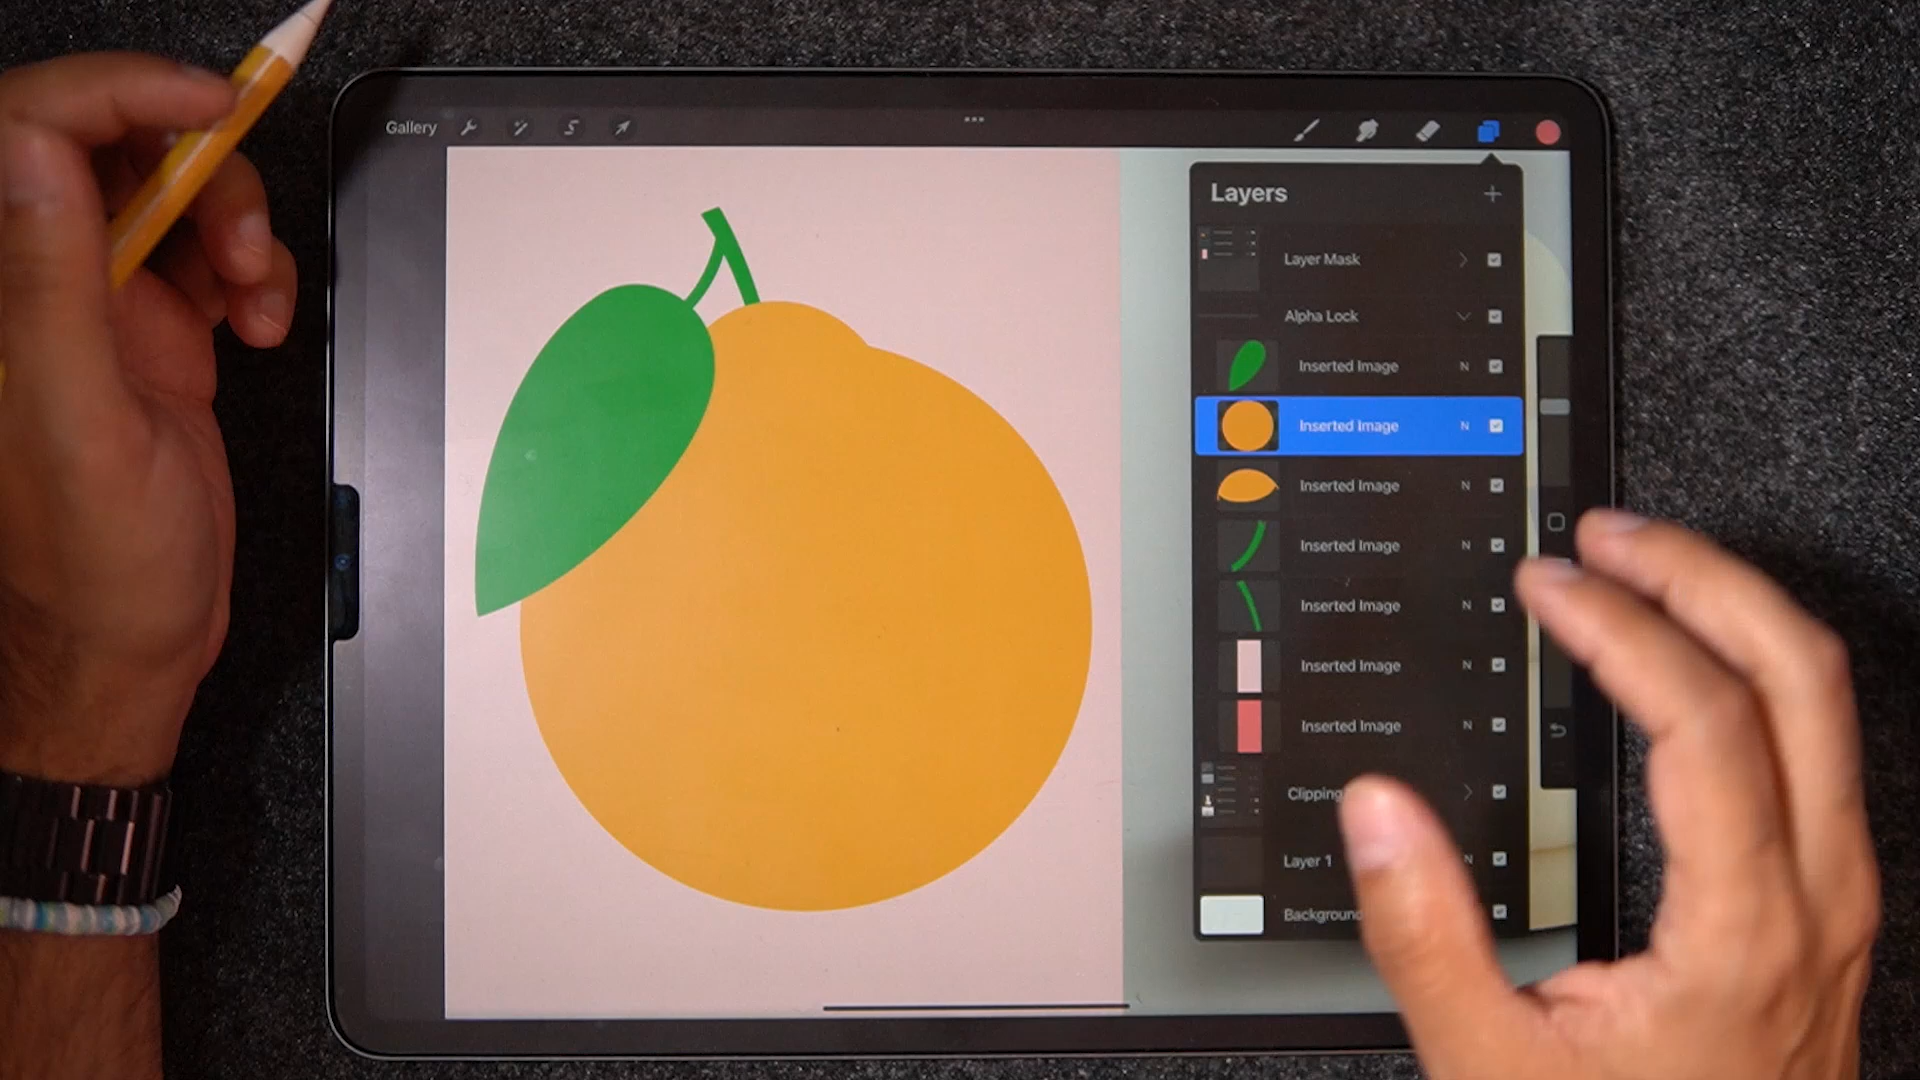 Gallery
Layers
Layer Mask
Alpha Lock
Inserted Image N
Inserted Image N
Inserted Image N
Inserted Image N
Inserted Image N
Inserted Image N
Inserted Image N
Clipping
Layer 1 N
Background